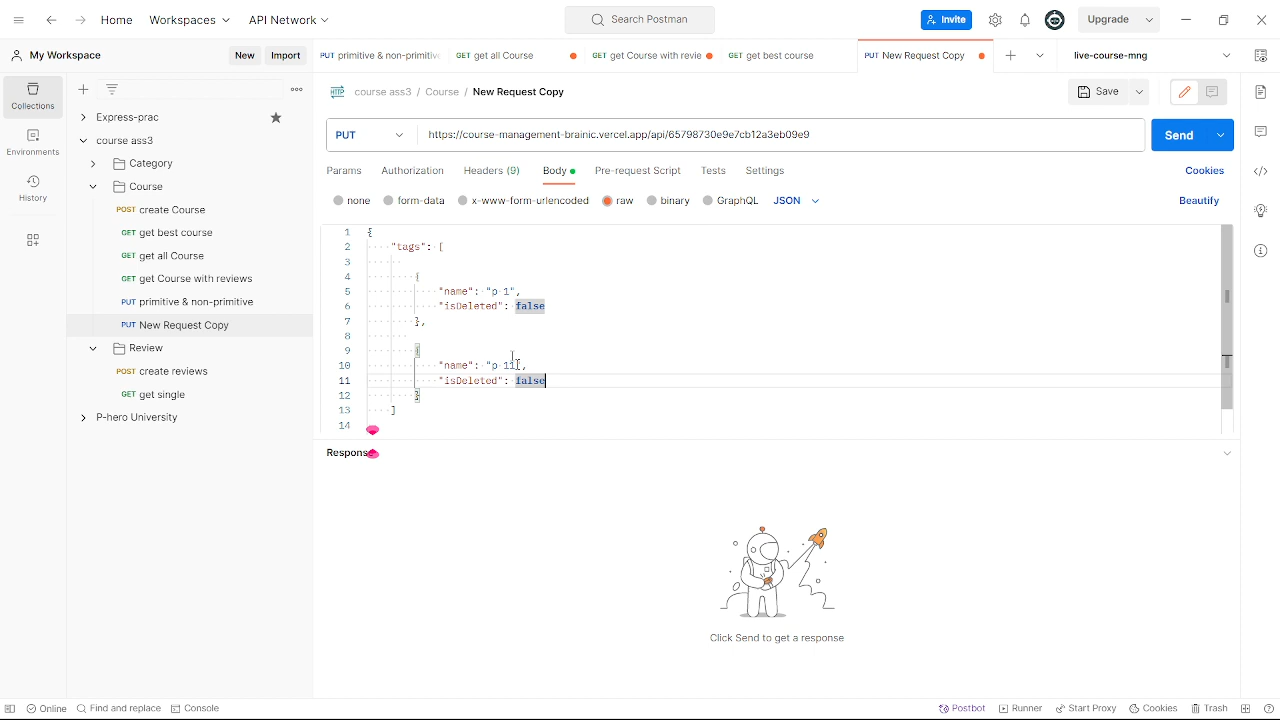 Home Workspaces API Network Search Postman Invite Upgrade
My Workspace New Import PUT primitive & non-primitiv GET get all Course GET get Course with revie GET get best course PUT New Request Copy live-course-mng
Collections
Environments
History
Express-prac
course ass3
Category
Course
POST create Course
GET get best course
GET get all Course
GET get Course with reviews
PUT primitive & non-primitive
PUT New Request Copy
Review
POST create reviews
GET get single
P-hero University
HTTP course ass3 / Course / New Request Copy Save
PUT https://course-management-brainic.vercel.app/api/65798730e9e7cb12a3eb09e9 Send
Params Authorization Headers (9) Body Pre-request Script Tests Settings Cookies
none form-data x-www-form-urlencoded raw binary GraphQL JSON Beautify
1 {
2 "tags": [
3
4 {
5 "name": "p 1",
6 "isDeleted": false
7 },
8
9 {
10 "name": "p 11",
11 "isDeleted": false
12 }
13 ]
14
Response
Click Send to get a response
Online Find and replace Console Postbot Runner Start Proxy Cookies Trash